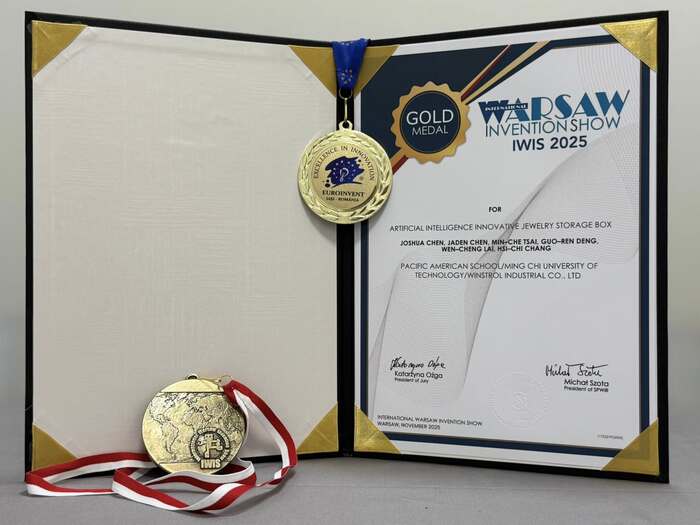 GOLD
MEDAL
INTERNATIONAL
WARSAW
INVENTION SHOW
IWIS 2025
FOR
ARTIFICIAL INTELLIGENCE INNOVATIVE JEWELRY STORAGE BOX
JOSHUA CHEN, JADEN CHEN, MIN-CHE TSAI, GUO-REN DENG,
WEN-CHENG LAI, HSI-CHI CHANG
PACIFIC AMERICAN SCHOOL/MING CHI UNIVERSITY OF
TECHNOLOGY/WINSTROL INDUSTRIAL CO., LTD
Katarzyna Ożga
President of Jury
Michał Szota
President of SPWiR
INTERNATIONAL WARSAW INVENTION SHOW
WARSAW, NOVEMBER 2025
EXCELLENCE IN INNOVATION
EUROINVENT
IASI - ROMANIA
IWIS